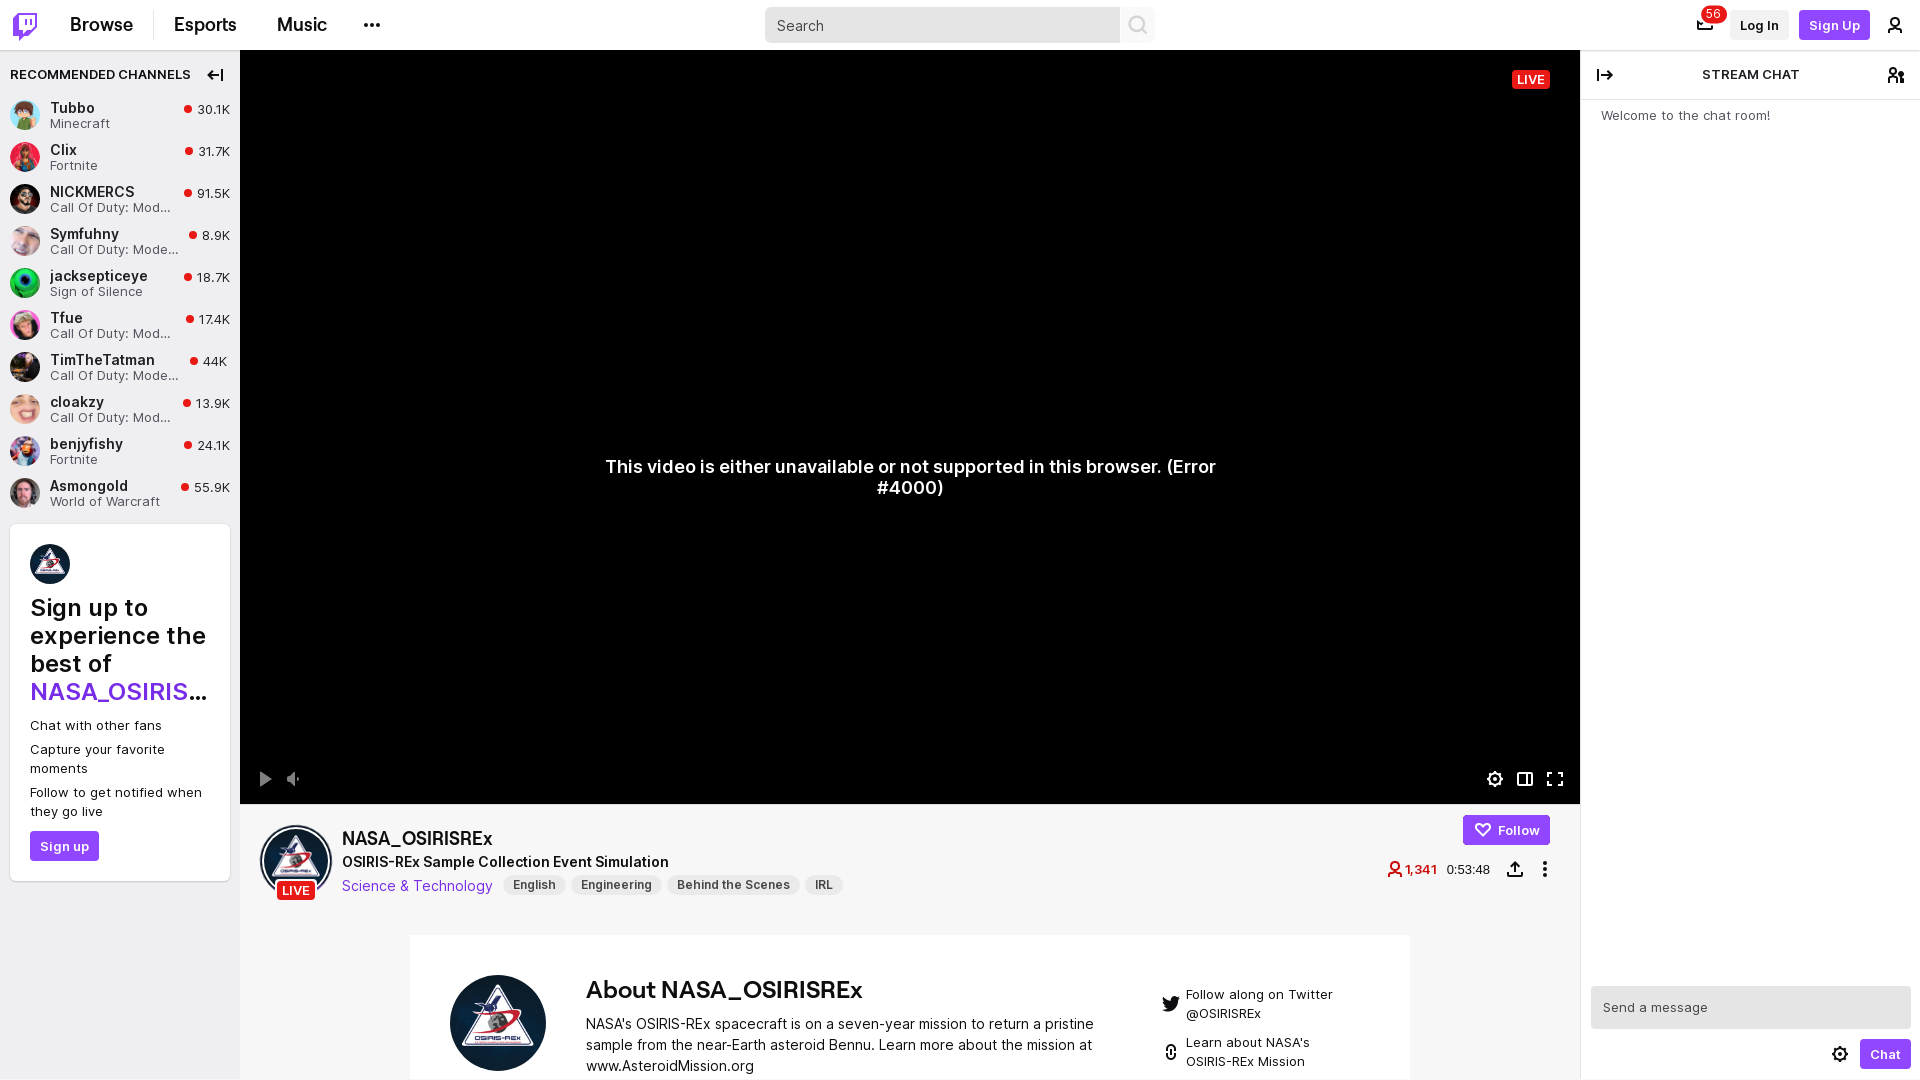 Browse
Esports
Music
Search
56
Log In
Sign Up
RECOMMENDED CHANNELS
Tubbo
30.1K
Minecraft
Clix
31.7K
Fortnite
NICKMERCS
91.5K
Call Of Duty: Mod...
Symfuhny
8.9K
Call Of Duty: Mode...
jacksepticeye
18.7K
Sign of Silence
Tfue
17.4K
Call Of Duty: Mod...
TimTheTatman
44K
Call Of Duty: Mode...
cloakzy
13.9K
Call Of Duty: Mod...
benjyfishy
24.1K
Fortnite
Asmongold
55.9K
World of Warcraft
Sign up to
experience the
best of
NASA_OSIRIS...
Chat with other fans
Capture your favorite
moments
Follow to get notified when
they go live
Sign up
LIVE
This video is either unavailable or not supported in this browser. (Error
#4000)
NASA_OSIRISREx
OSIRIS-REx Sample Collection Event Simulation
LIVE
Science & Technology
English
Engineering
Behind the Scenes
IRL
Follow
1,341
0:53:48
OSIRIS-REx
About NASA_OSIRISREx
NASA's OSIRIS-REx spacecraft is on a seven-year mission to return a pristine
sample from the near-Earth asteroid Bennu. Learn more about the mission at
www.AsteroidMission.org
Follow along on Twitter
@OSIRISREx
Learn about NASA's
OSIRIS-REx Mission
STREAM CHAT
Welcome to the chat room!
Send a message
Chat